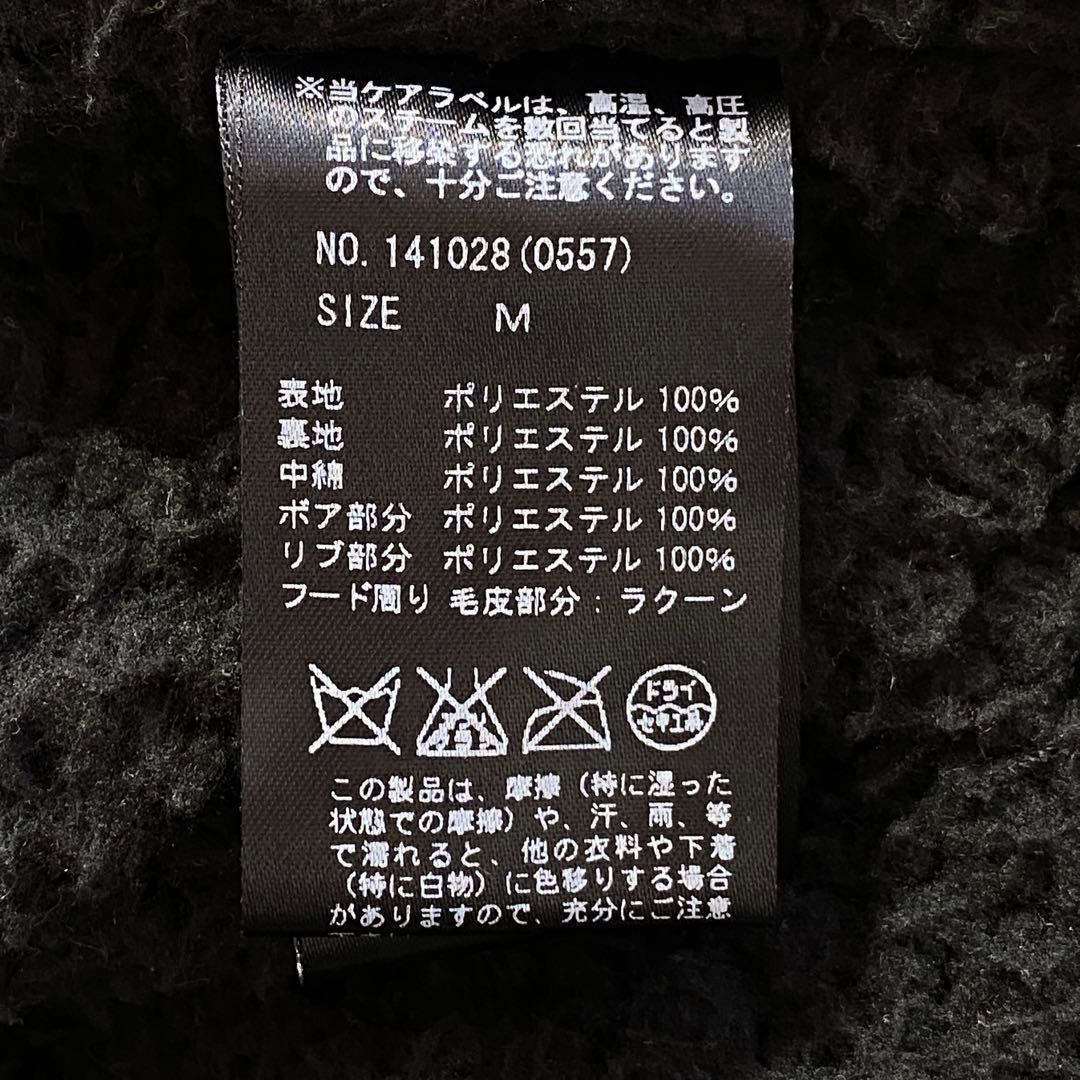 ※当ケアラベルは、高温、高圧
のスチームを数回当てると製
品に移染する恐れがあります
ので、十分ご注意ください。
NO. 141028(0557)
SIZE M
表地 ポリエステル 100%
裏地 ポリエステル 100%
中綿 ポリエステル 100%
ボア部分 ポリエステル 100%
リブ部分 ポリエステル 100%
フード周り 毛皮部分：ラクーン
エンソ
サラシ
ドライ
セキユ系
この製品は、摩擦（特に湿った
状態での摩擦）や、汗、雨、等
で濡れると、他の衣料や下着
（特に白物）に色移りする場合
がありますので、充分にご注意